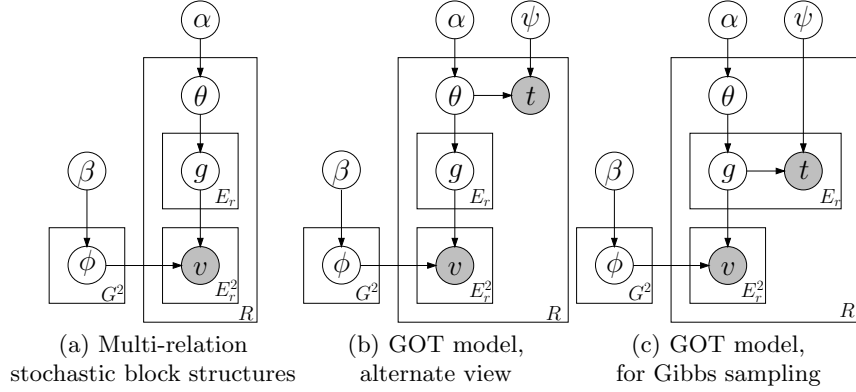 α
θ
g
E_r
β
ϕ
G²
v
E_r²
R
(a) Multi-relation
stochastic block structures
α
ψ
θ
t
g
E_r
β
ϕ
G²
v
E_r²
R
(b) GOT model,
alternate view
α
ψ
θ
g
t
E_r
β
ϕ
G²
v
E_r²
R
(c) GOT model,
for Gibbs sampling